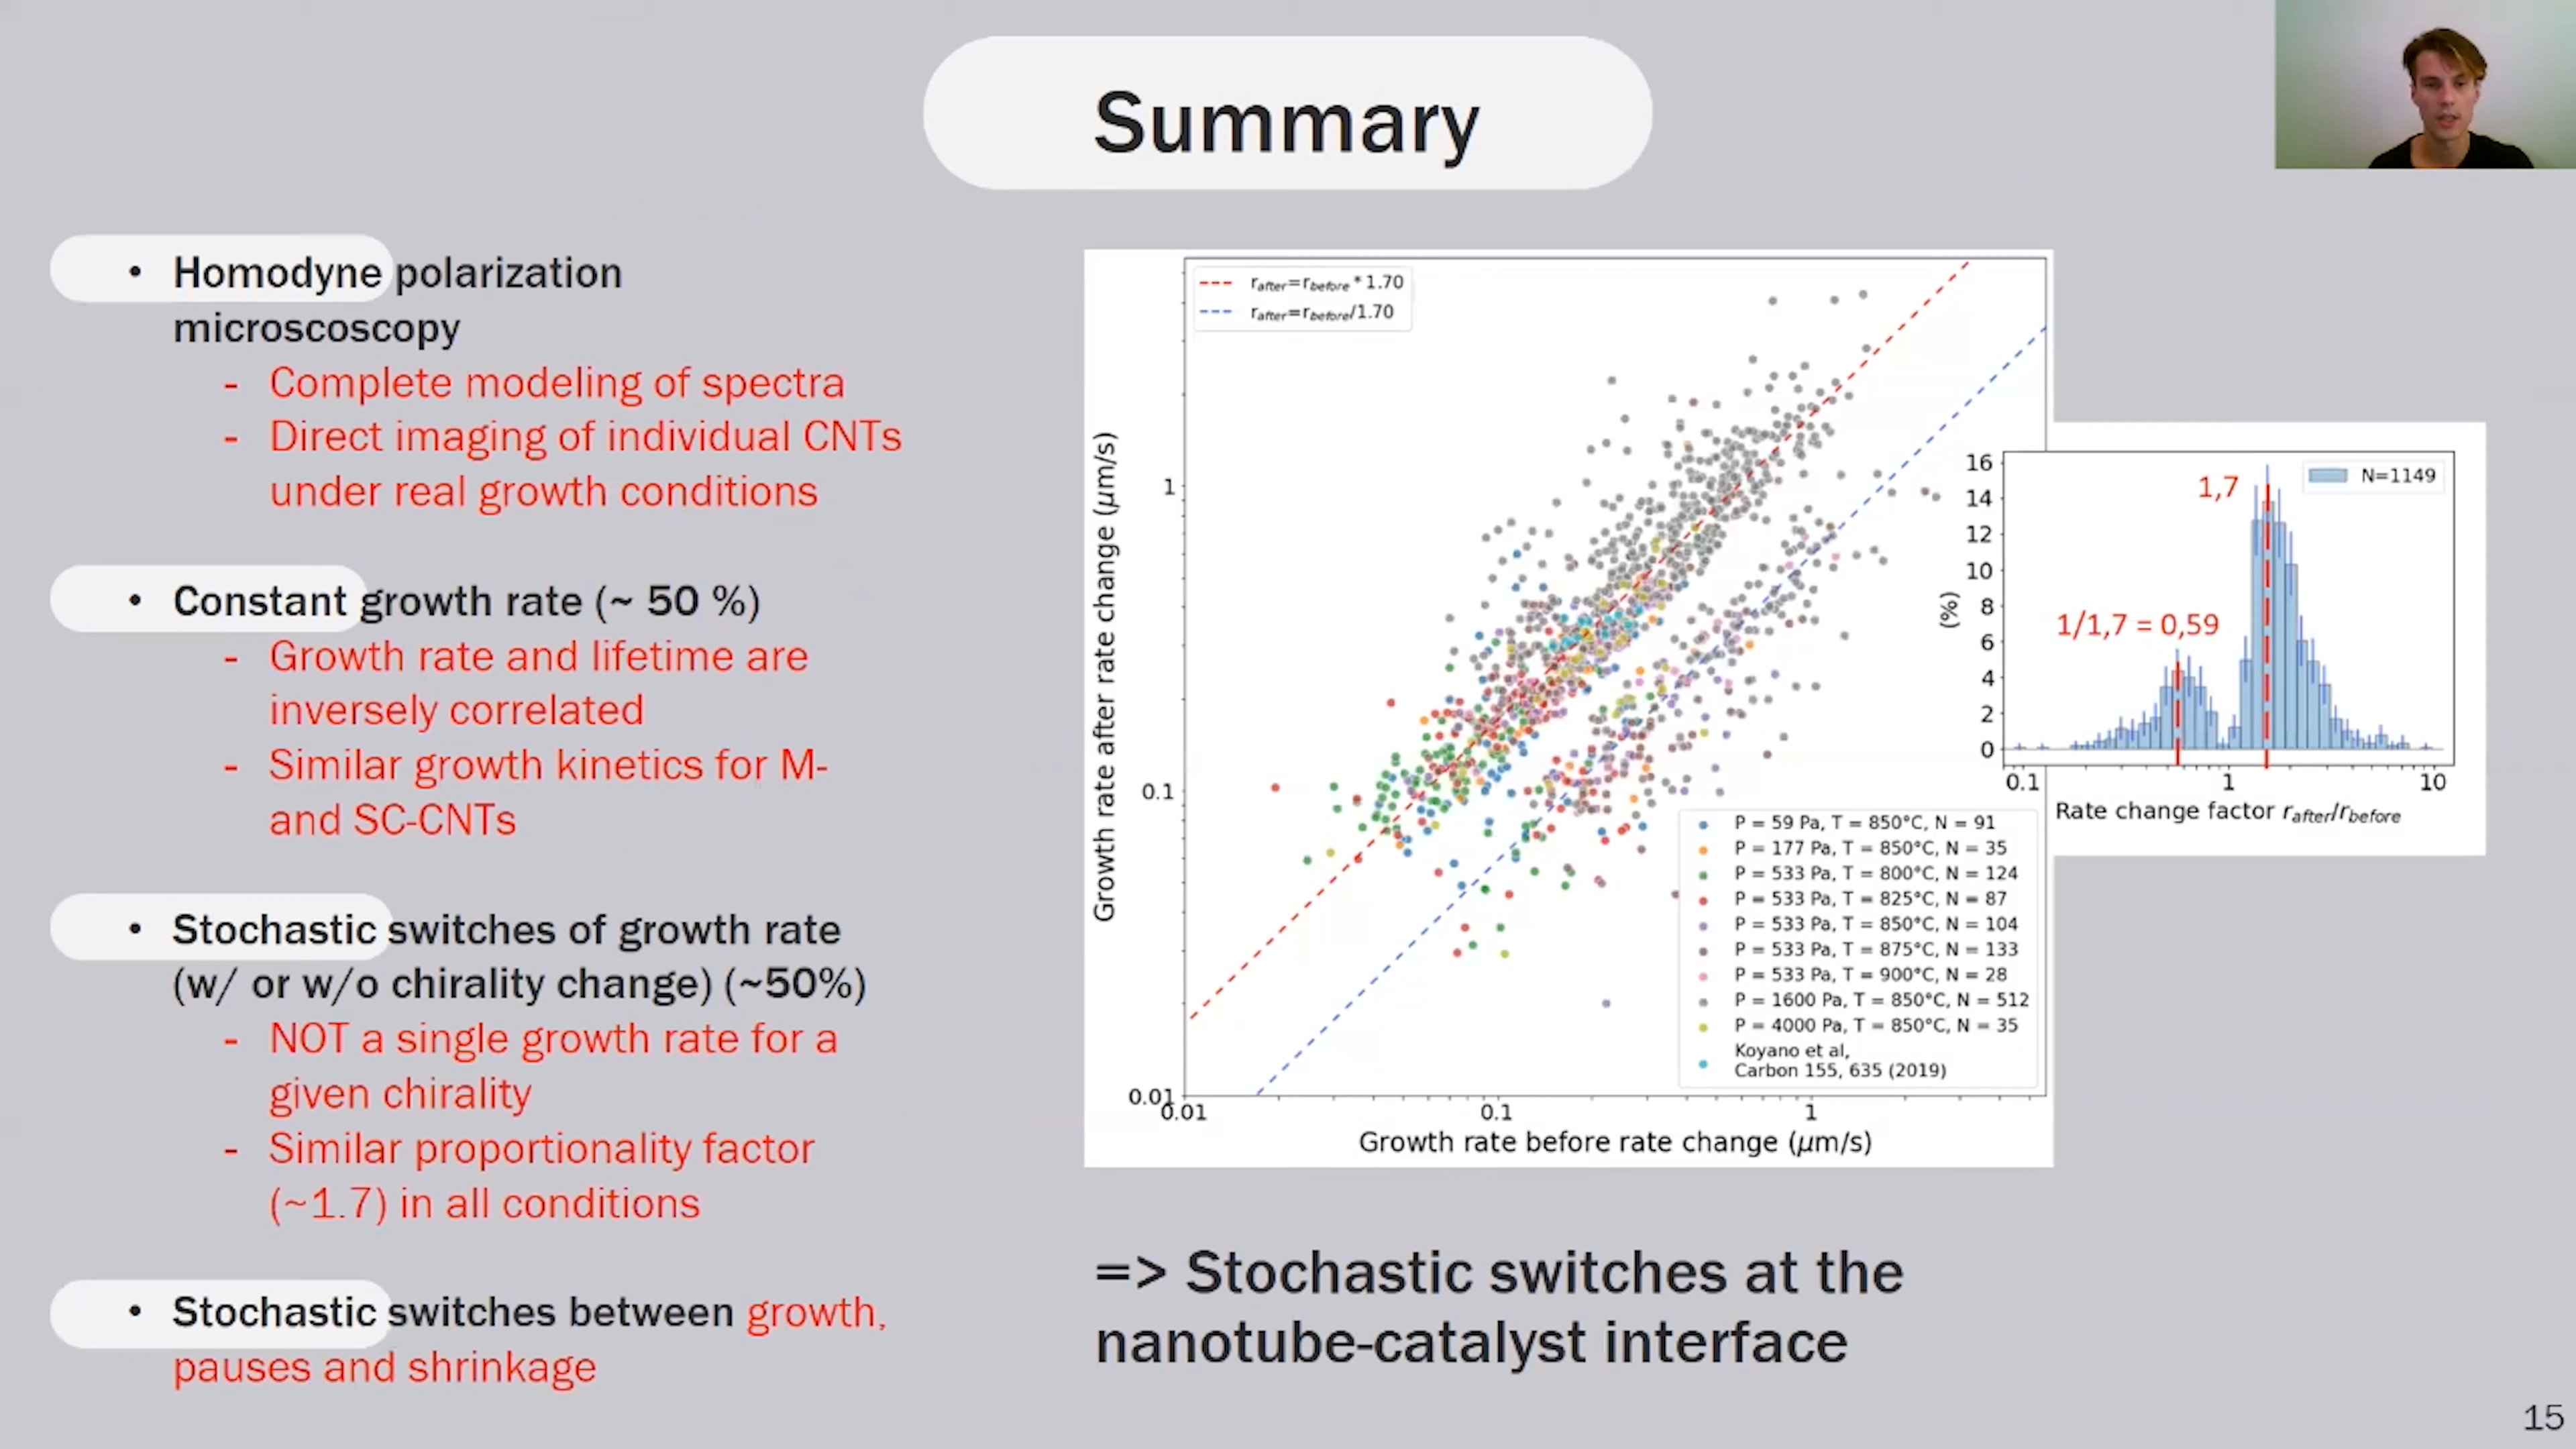 Summary
• Homodyne polarization
microscoscopy
- Complete modeling of spectra
- Direct imaging of individual CNTs
under real growth conditions
• Constant growth rate (~ 50 %)
- Growth rate and lifetime are
inversely correlated
- Similar growth kinetics for M-
and SC-CNTs
• Stochastic switches of growth rate
(w/ or w/o chirality change) (~50%)
- NOT a single growth rate for a
given chirality
- Similar proportionality factor
(~1.7) in all conditions
• Stochastic switches between growth,
pauses and shrinkage
rafter=rbefore*1.70
rafter=rbefore/1.70
Growth rate after rate change (μm/s)
1
0.1
0.01
0.01
0.1
1
Growth rate before rate change (μm/s)
P = 59 Pa, T = 850°C, N = 91
P = 177 Pa, T = 850°C, N = 35
P = 533 Pa, T = 800°C, N = 124
P = 533 Pa, T = 825°C, N = 87
P = 533 Pa, T = 850°C, N = 104
P = 533 Pa, T = 875°C, N = 133
P = 533 Pa, T = 900°C, N = 28
P = 1600 Pa, T = 850°C, N = 512
P = 4000 Pa, T = 850°C, N = 35
Koyano et al,
Carbon 155, 635 (2019)
(%)
16
14
12
10
8
6
4
2
0
1,7
N=1149
1/1,7 = 0,59
0.1
1
10
Rate change factor rafter/rbefore
=> Stochastic switches at the
nanotube-catalyst interface
15